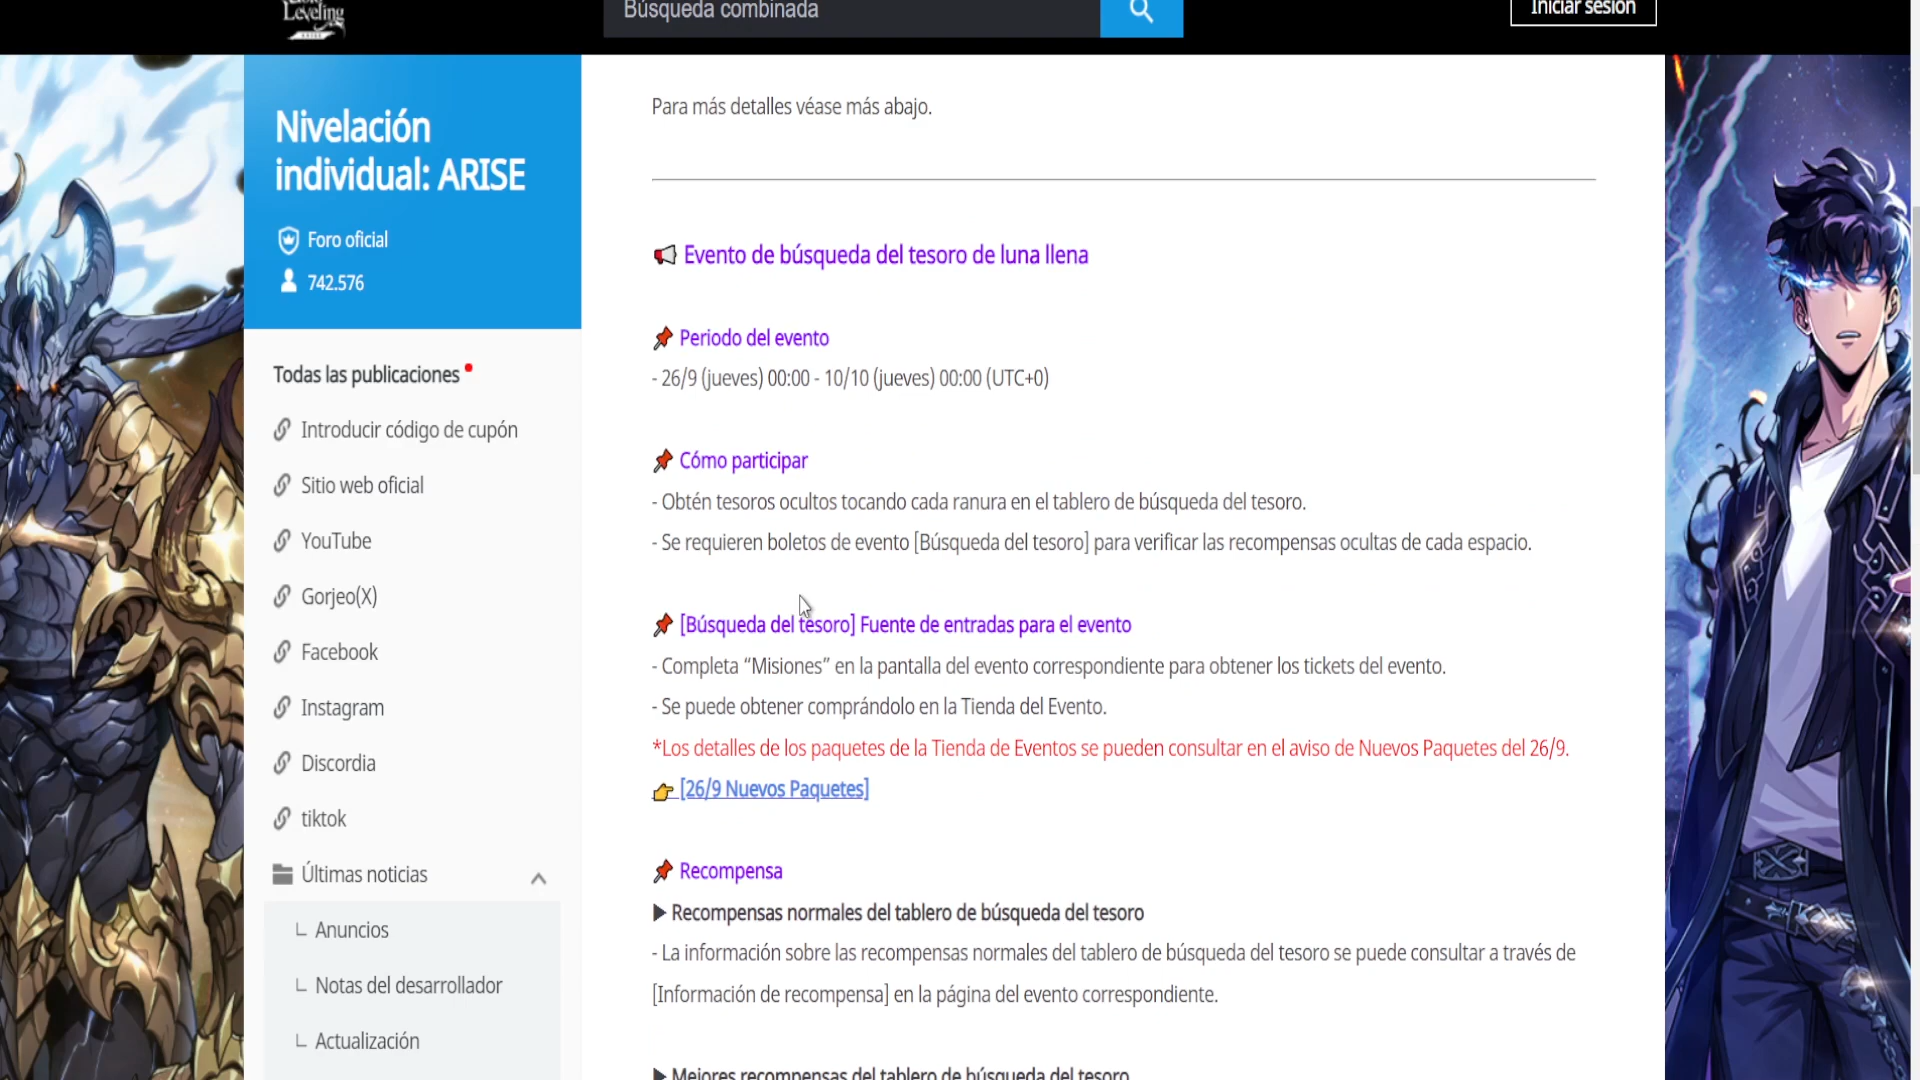 Leveling
ARISE
Búsqueda combinada
Iniciar sesión
Nivelación
individual: ARISE
Foro oficial
742.576
Todas las publicaciones
Introducir código de cupón
Sitio web oficial
YouTube
Gorjeo(X)
Facebook
Instagram
Discordia
tiktok
Últimas noticias
Anuncios
Notas del desarrollador
Actualización
Para más detalles véase más abajo.
Evento de búsqueda del tesoro de luna llena
Periodo del evento
- 26/9 (jueves) 00:00 - 10/10 (jueves) 00:00 (UTC+0)
Cómo participar
- Obtén tesoros ocultos tocando cada ranura en el tablero de búsqueda del tesoro.
- Se requieren boletos de evento [Búsqueda del tesoro] para verificar las recompensas ocultas de cada espacio.
[Búsqueda del tesoro] Fuente de entradas para el evento
- Completa “Misiones” en la pantalla del evento correspondiente para obtener los tickets del evento.
- Se puede obtener comprándolo en la Tienda del Evento.
*Los detalles de los paquetes de la Tienda de Eventos se pueden consultar en el aviso de Nuevos Paquetes del 26/9.
[26/9 Nuevos Paquetes]
Recompensa
▶ Recompensas normales del tablero de búsqueda del tesoro
- La información sobre las recompensas normales del tablero de búsqueda del tesoro se puede consultar a través de
[Información de recompensa] en la página del evento correspondiente.
▶ Mejores recompensas del tablero de búsqueda del tesoro